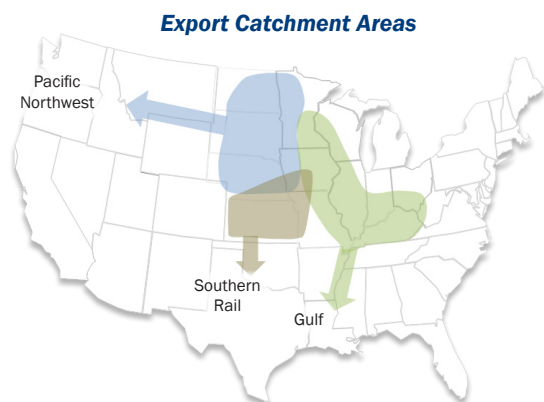 Export Catchment Areas
Pacific
Northwest
Southern
Rail
Gulf